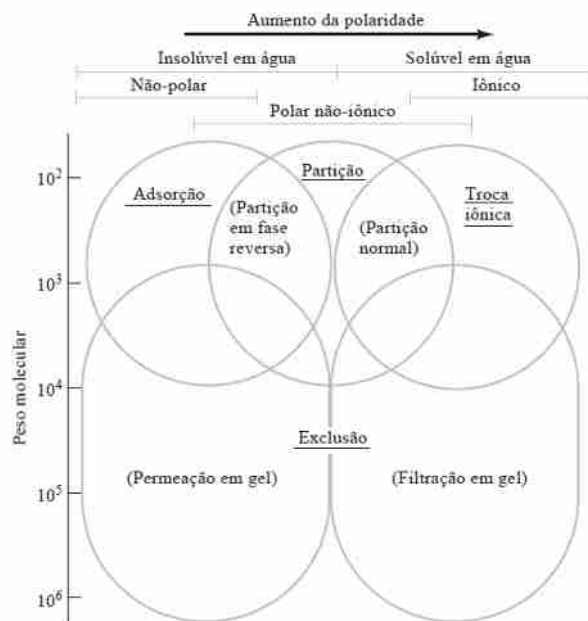 Aumento da polaridade
Insolúvel em água
Solúvel em água
Não-polar
Iônico
Polar não-iônico
Peso molecular
10²
10³
10⁴
10⁵
10⁶
Adsorção
Partição
(Partição
em fase
reversa)
(Partição
normal)
Troca
iônica
Exclusão
(Permeação em gel)
(Filtração em gel)